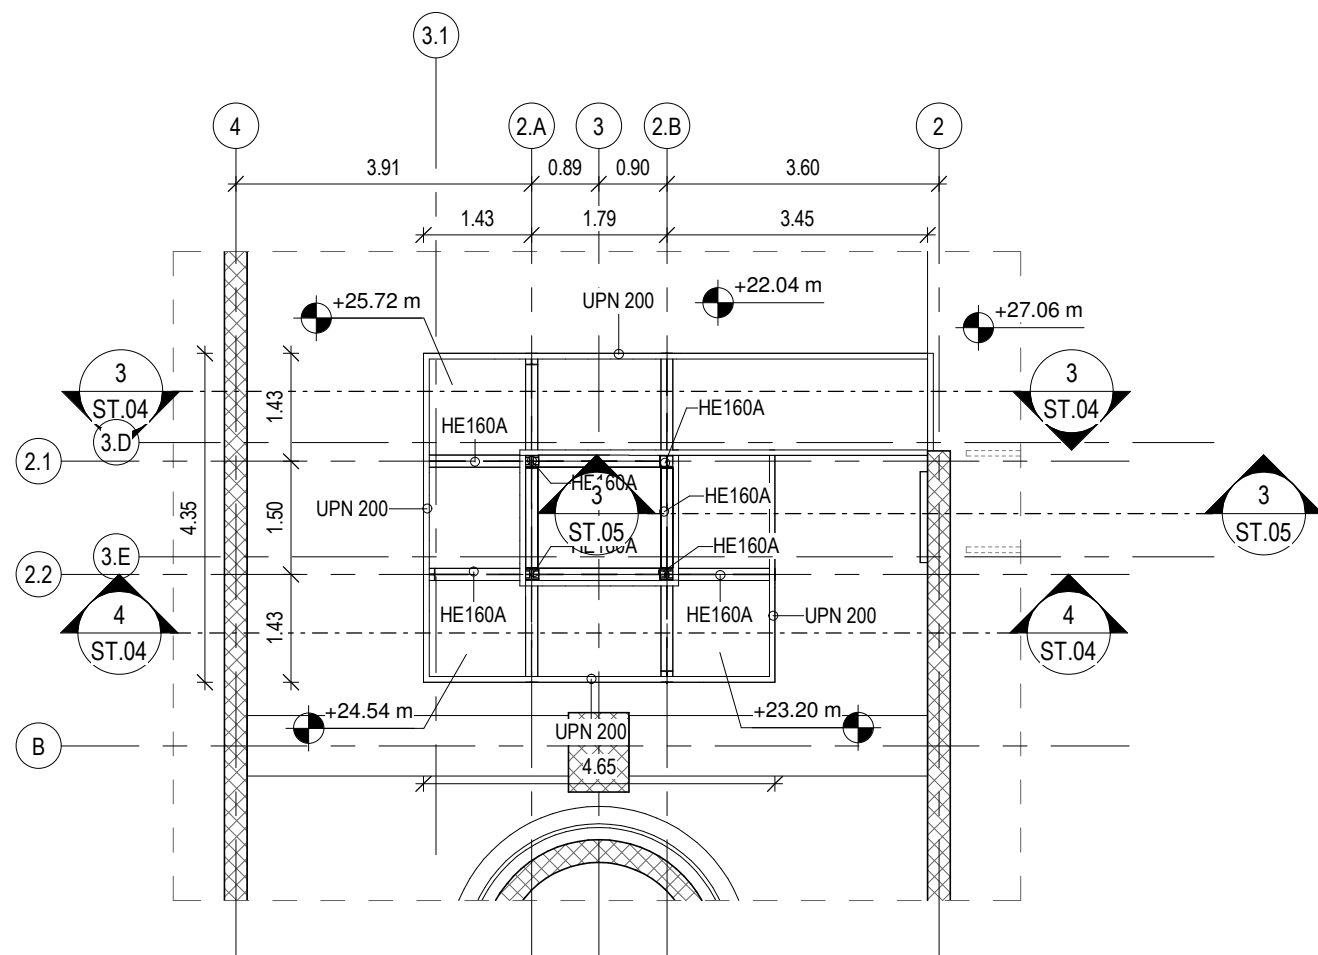 3.1
4
2.A
3
2.B
2
3.91
0.89
0.90
3.60
1.43
1.79
3.45
+25.72 m
UPN 200
+22.04 m
+27.06 m
3
ST.04
3
ST.04
3.D
2.1
1.43
HE160A
HE160A
HE160A
HE160A
4.35
1.50
UPN 200
3
ST.05
3
ST.05
3.E
2.2
HE160A
HE160A
4
ST.04
1.43
HE160A
HE160A
UPN 200
4
ST.04
+24.54 m
+23.20 m
B
UPN 200
4.65